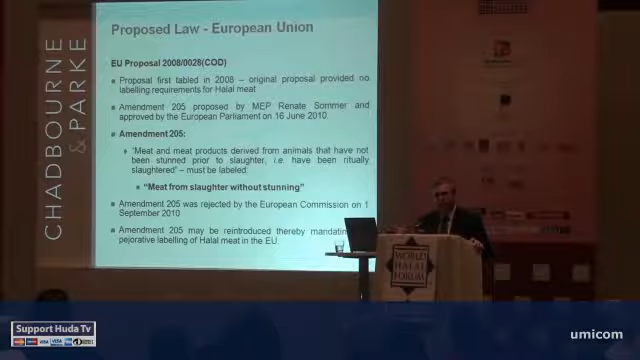 Proposed Law - European Union
CHADBOURNE
& PARKE
EU Proposal 2008/0028(COD)
Proposal first tabled in 2008 – original proposal provided no
labelling requirements for Halal meat
Amendment 205 proposed by MEP Renate Sommer and
approved by the European Parliament on 16 June 2010.
Amendment 205:
“Meat and meat products derived from animals that have not
been stunned prior to slaughter, i.e. have been ritually
slaughtered” – must be labeled:
“Meat from slaughter without stunning”
Amendment 205 was rejected by the European Commission on 1
September 2010
Amendment 205 may be reintroduced thereby
pejorative labelling of Halal meat in the EU.
WORLD
HALAL
FORUM
Support Huda Tv
VISA
VISA
umicom